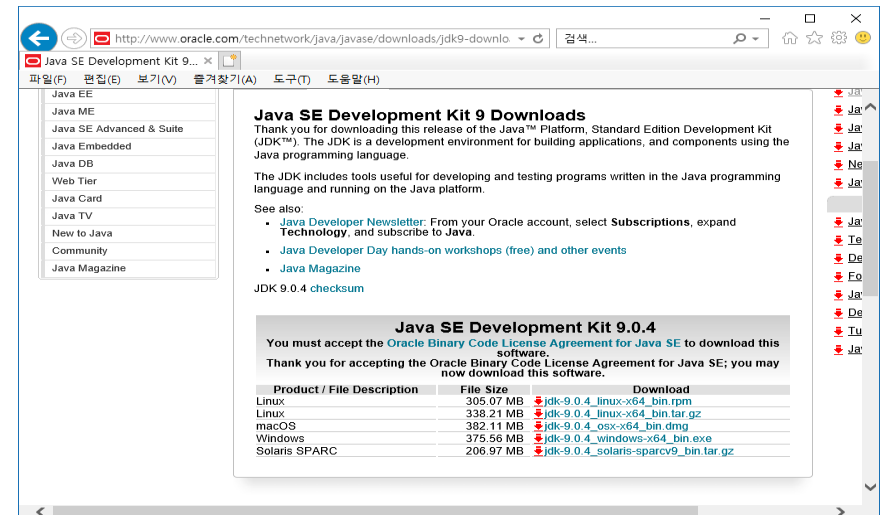 http://www.oracle.com/technetwork/java/javase/downloads/jdk9-downlo.
검색...
Java SE Development Kit 9...
파일(F) 편집(E) 보기(V) 즐겨찾기(A) 도구(T) 도움말(H)
Java EE
Java ME
Java SE Advanced & Suite
Java Embedded
Java DB
Web Tier
Java Card
Java TV
New to Java
Community
Java Magazine
Java SE Development Kit 9 Downloads
Thank you for downloading this release of the Java™ Platform, Standard Edition Development Kit
(JDK™). The JDK is a development environment for building applications, and components using the
Java programming language.
The JDK includes tools useful for developing and testing programs written in the Java programming
language and running on the Java platform.
See also:
Java Developer Newsletter: From your Oracle account, select Subscriptions, expand
Technology, and subscribe to Java.
Java Developer Day hands-on workshops (free) and other events
Java Magazine
JDK 9.0.4 checksum
Java SE Development Kit 9.0.4
You must accept the Oracle Binary Code License Agreement for Java SE to download this
software.
Thank you for accepting the Oracle Binary Code License Agreement for Java SE; you may
now download this software.
Product / File Description File Size Download
Linux 305.07 MB jdk-9.0.4_linux-x64_bin.rpm
Linux 338.21 MB jdk-9.0.4_linux-x64_bin.tar.gz
macOS 382.11 MB jdk-9.0.4_osx-x64_bin.dmg
Windows 375.56 MB jdk-9.0.4_windows-x64_bin.exe
Solaris SPARC 206.97 MB jdk-9.0.4_solaris-sparcv9_bin.tar.gz